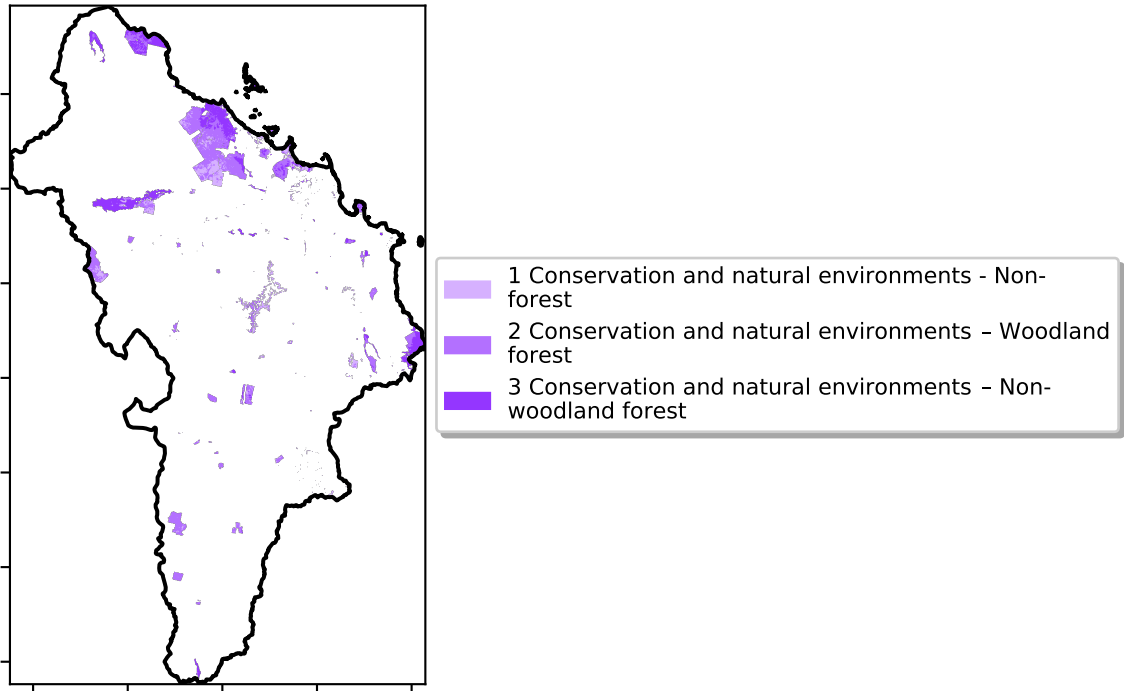 1 Conservation and natural environments - Non-
forest
2 Conservation and natural environments – Woodland
forest
3 Conservation and natural environments – Non-
woodland forest